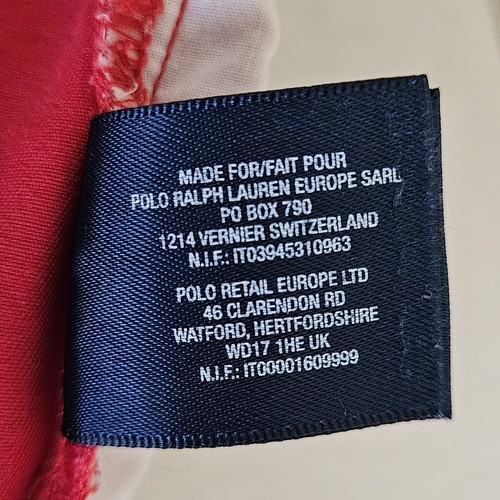 MADE FOR/FAIT POUR
POLO RALPH LAUREN EUROPE SARL
PO BOX 790
1214 VERNIER SWITZERLAND
N.I.F.: IT03945310963
POLO RETAIL EUROPE LTD
46 CLARENDON RD
WATFORD, HERTFORDSHIRE
WD17 1HE UK
N.I.F.: IT00001609999